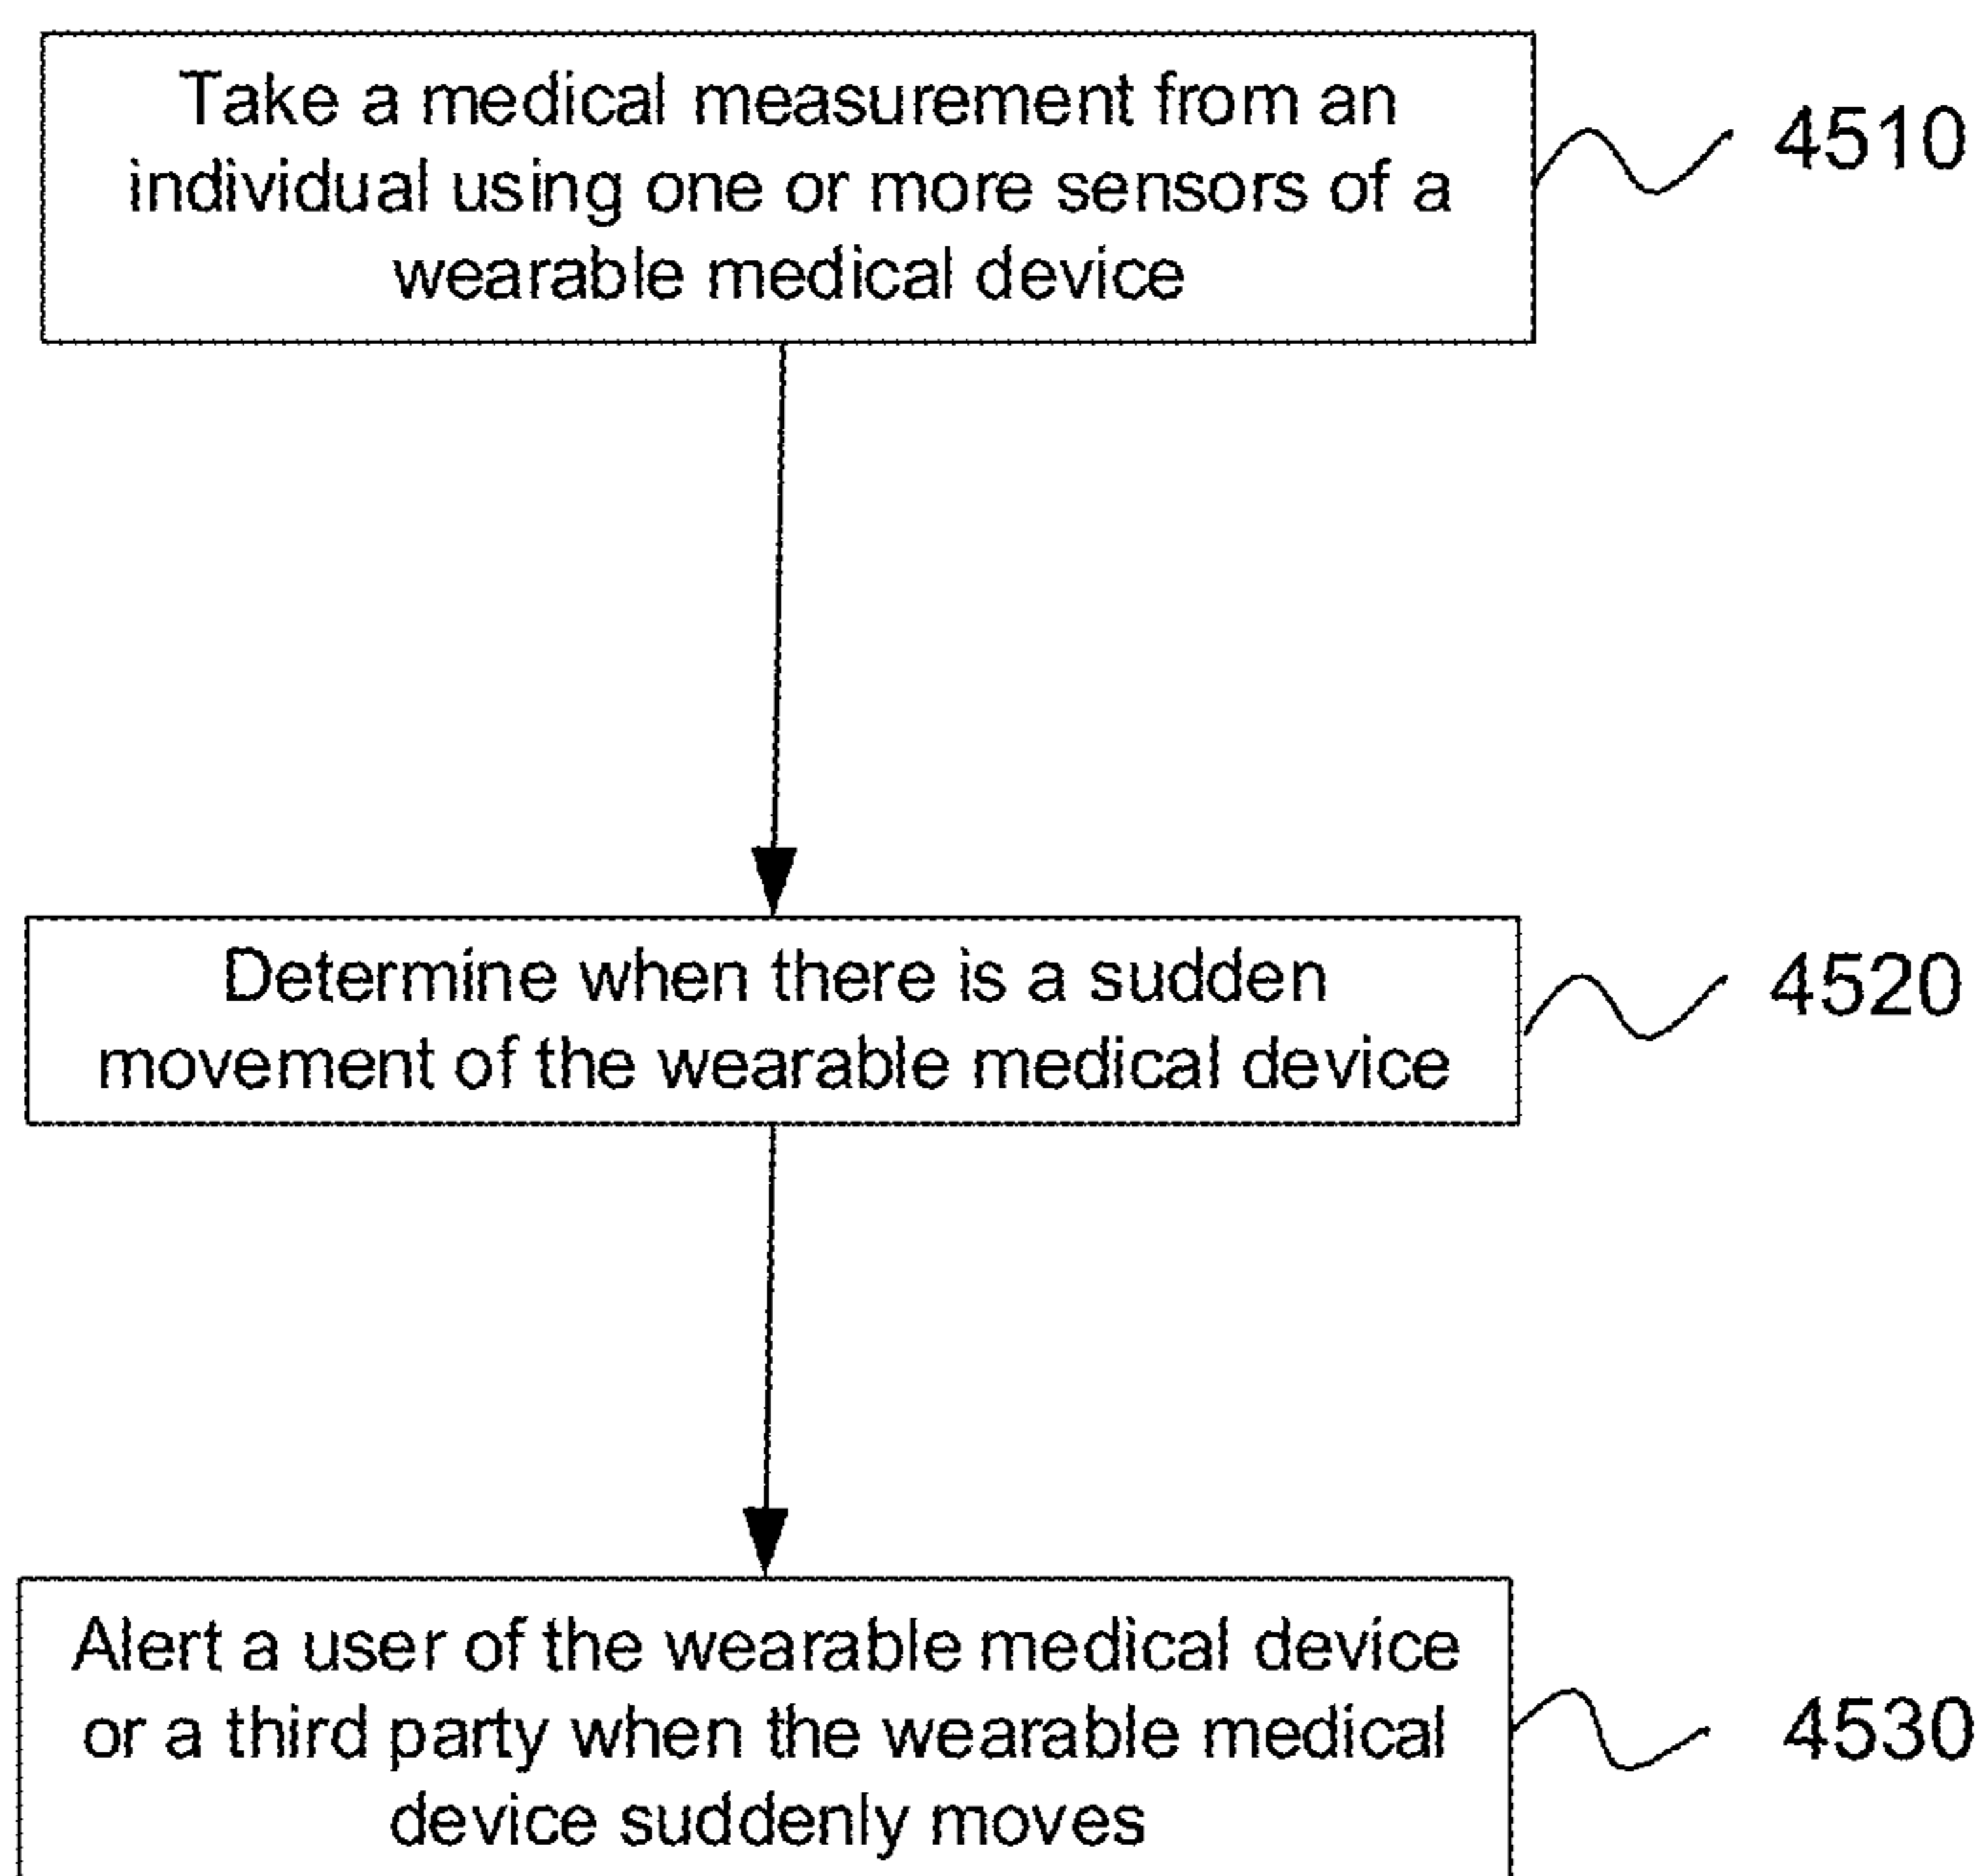 Take a medical measurement from an
individual using one or more sensors of a
wearable medical device
4510
Determine when there is a sudden
movement of the wearable medical device
4520
Alert a user of the wearable medical device
or a third party when the wearable medical
device suddenly moves
4530